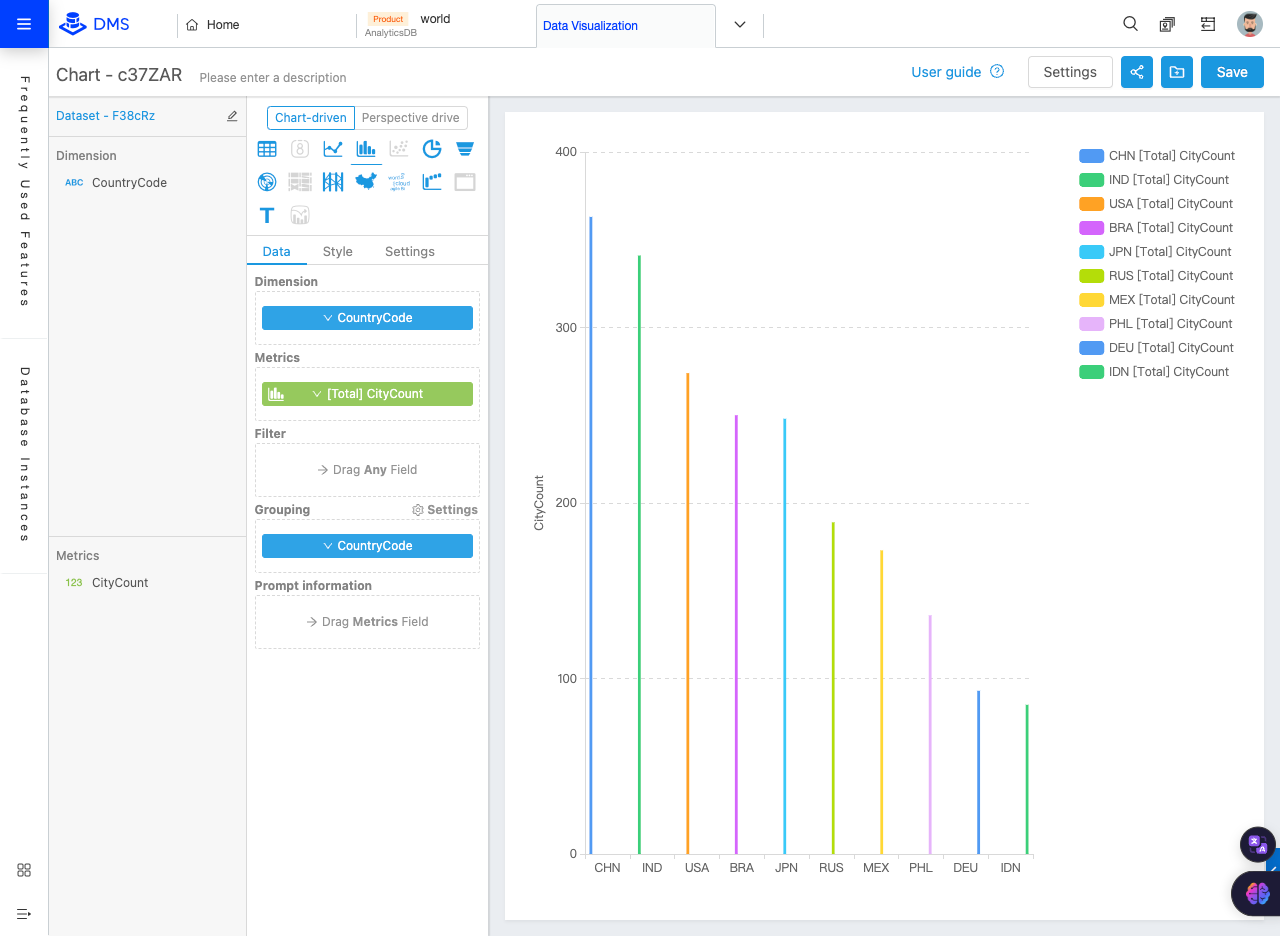 DMS
Home
Product
world
AnalyticsDB
Data Visualization
Frequently Used Features
Database Instances
Chart - c37ZAR
Please enter a description
User guide
Settings
Save
Dataset - F38cRz
Dimension
ABC CountryCode
Metrics
123 CityCount
Chart-driven
Perspective drive
8
word
cloud
T
Data
Style
Settings
Dimension
CountryCode
Metrics
[Total] CityCount
Filter
Drag Any Field
Grouping
Settings
CountryCode
Prompt information
Drag Metrics Field
400
300
200
100
0
CityCount
CHN
IND
USA
BRA
JPN
RUS
MEX
PHL
DEU
IDN
CHN [Total] CityCount
IND [Total] CityCount
USA [Total] CityCount
BRA [Total] CityCount
JPN [Total] CityCount
RUS [Total] CityCount
MEX [Total] CityCount
PHL [Total] CityCount
DEU [Total] CityCount
IDN [Total] CityCount